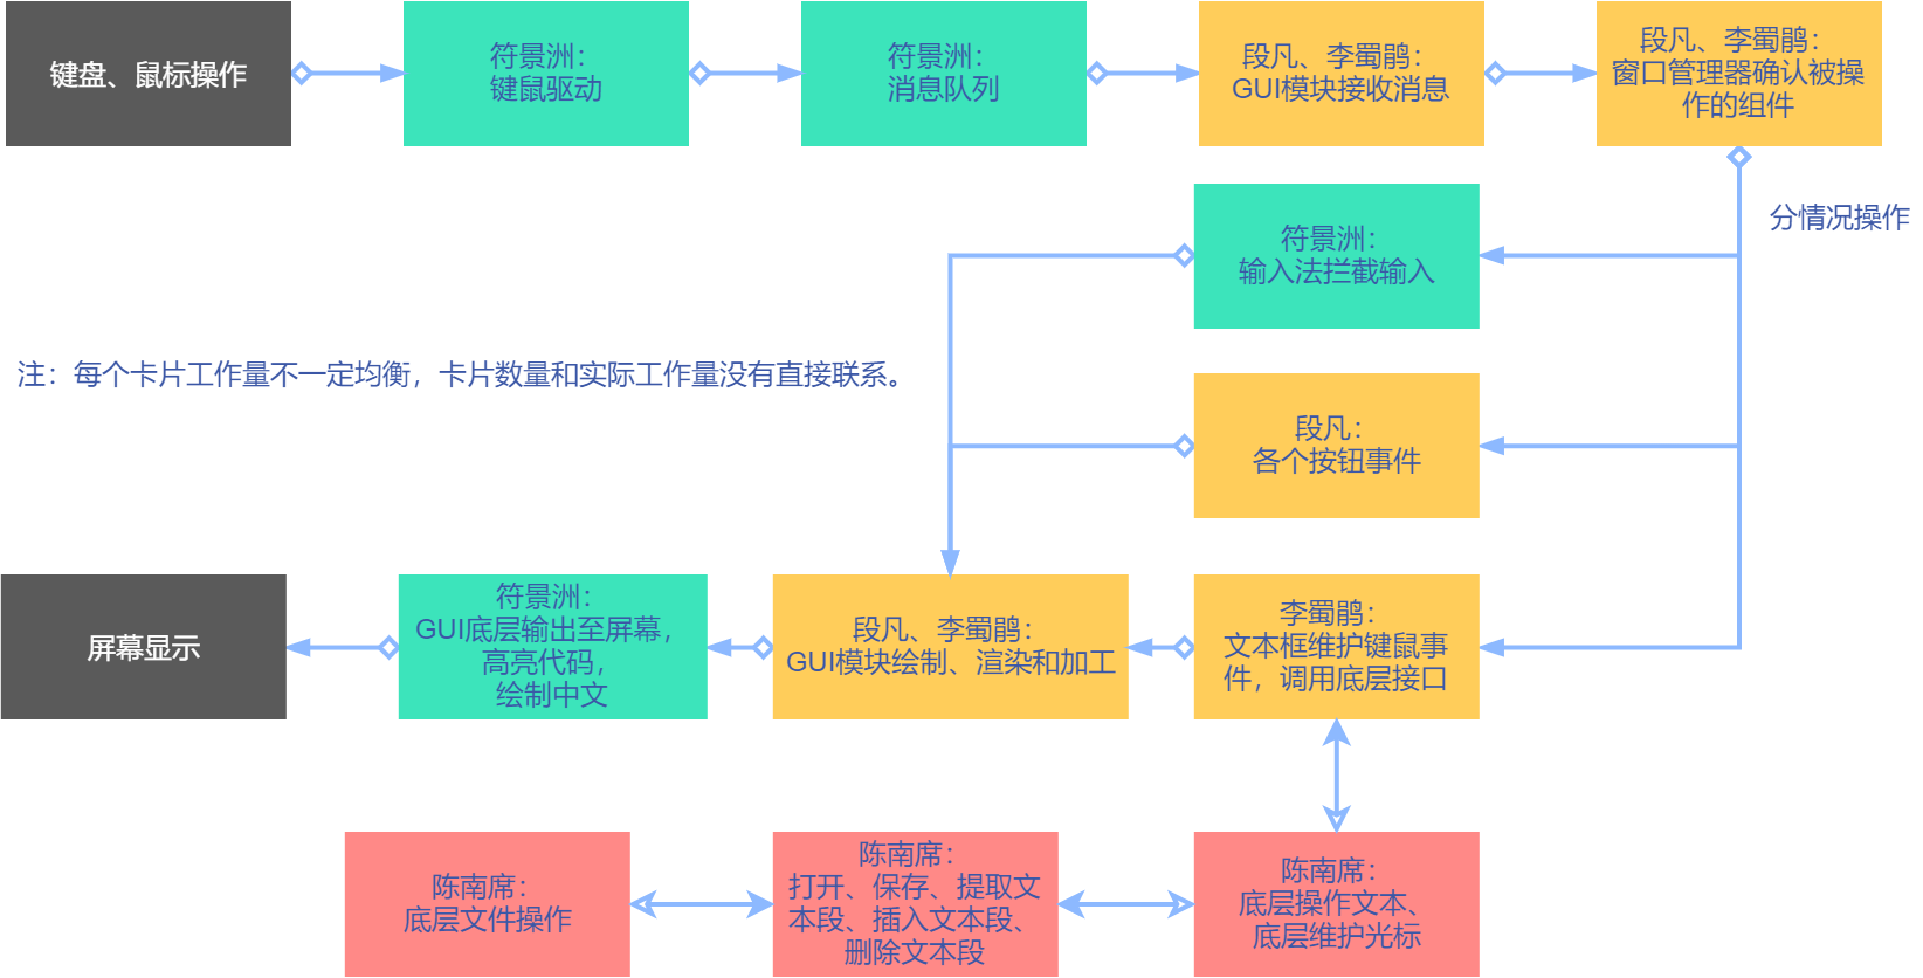 键盘、鼠标操作
符景洲：
键鼠驱动
符景洲：
消息队列
段凡、李蜀鹃：
GUI模块接收消息
段凡、李蜀鹃：
窗口管理器确认被操
作的组件
分情况操作
符景洲：
输入法拦截输入
注：每个卡片工作量不一定均衡，卡片数量和实际工作量没有直接联系。
段凡：
各个按钮事件
屏幕显示
符景洲：
GUI底层输出至屏幕，
高亮代码，
绘制中文
段凡、李蜀鹃：
GUI模块绘制、渲染和加工
李蜀鹃：
文本框维护键鼠事
件，调用底层接口
陈南席：
底层文件操作
陈南席：
打开、保存、提取文
本段、插入文本段、
删除文本段
陈南席：
底层操作文本、
底层维护光标